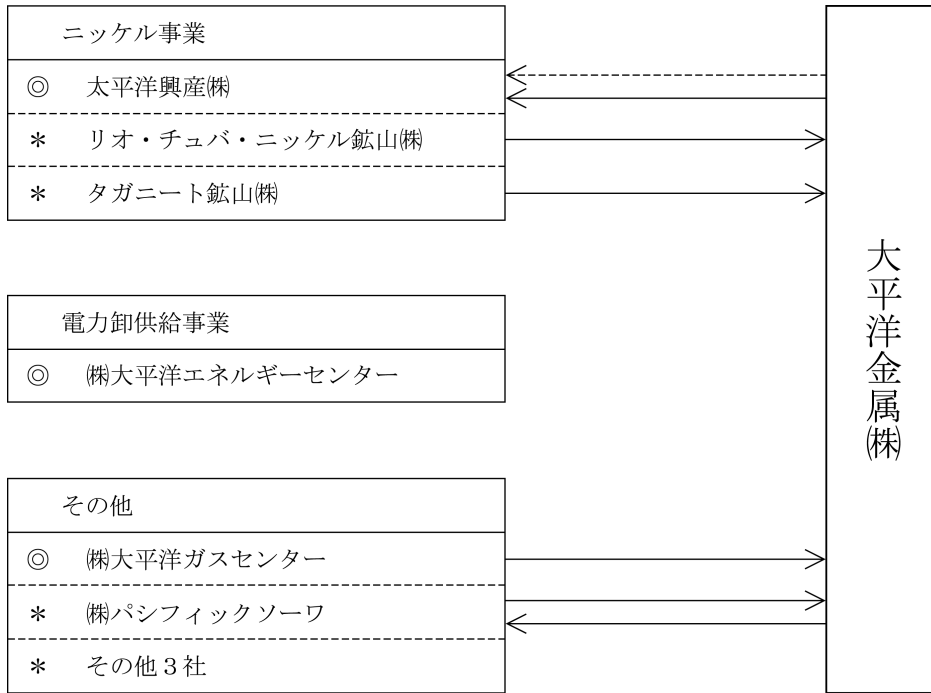 ニッケル事業
◎ 太平洋興産㈱
＊ リオ・チュバ・ニッケル鉱山㈱
＊ タガニート鉱山㈱
電力卸供給事業
◎ ㈱大平洋エネルギーセンター
その他
◎ ㈱大平洋ガスセンター
＊ ㈱パシフィックソーワ
＊ その他３社
大平洋金属㈱